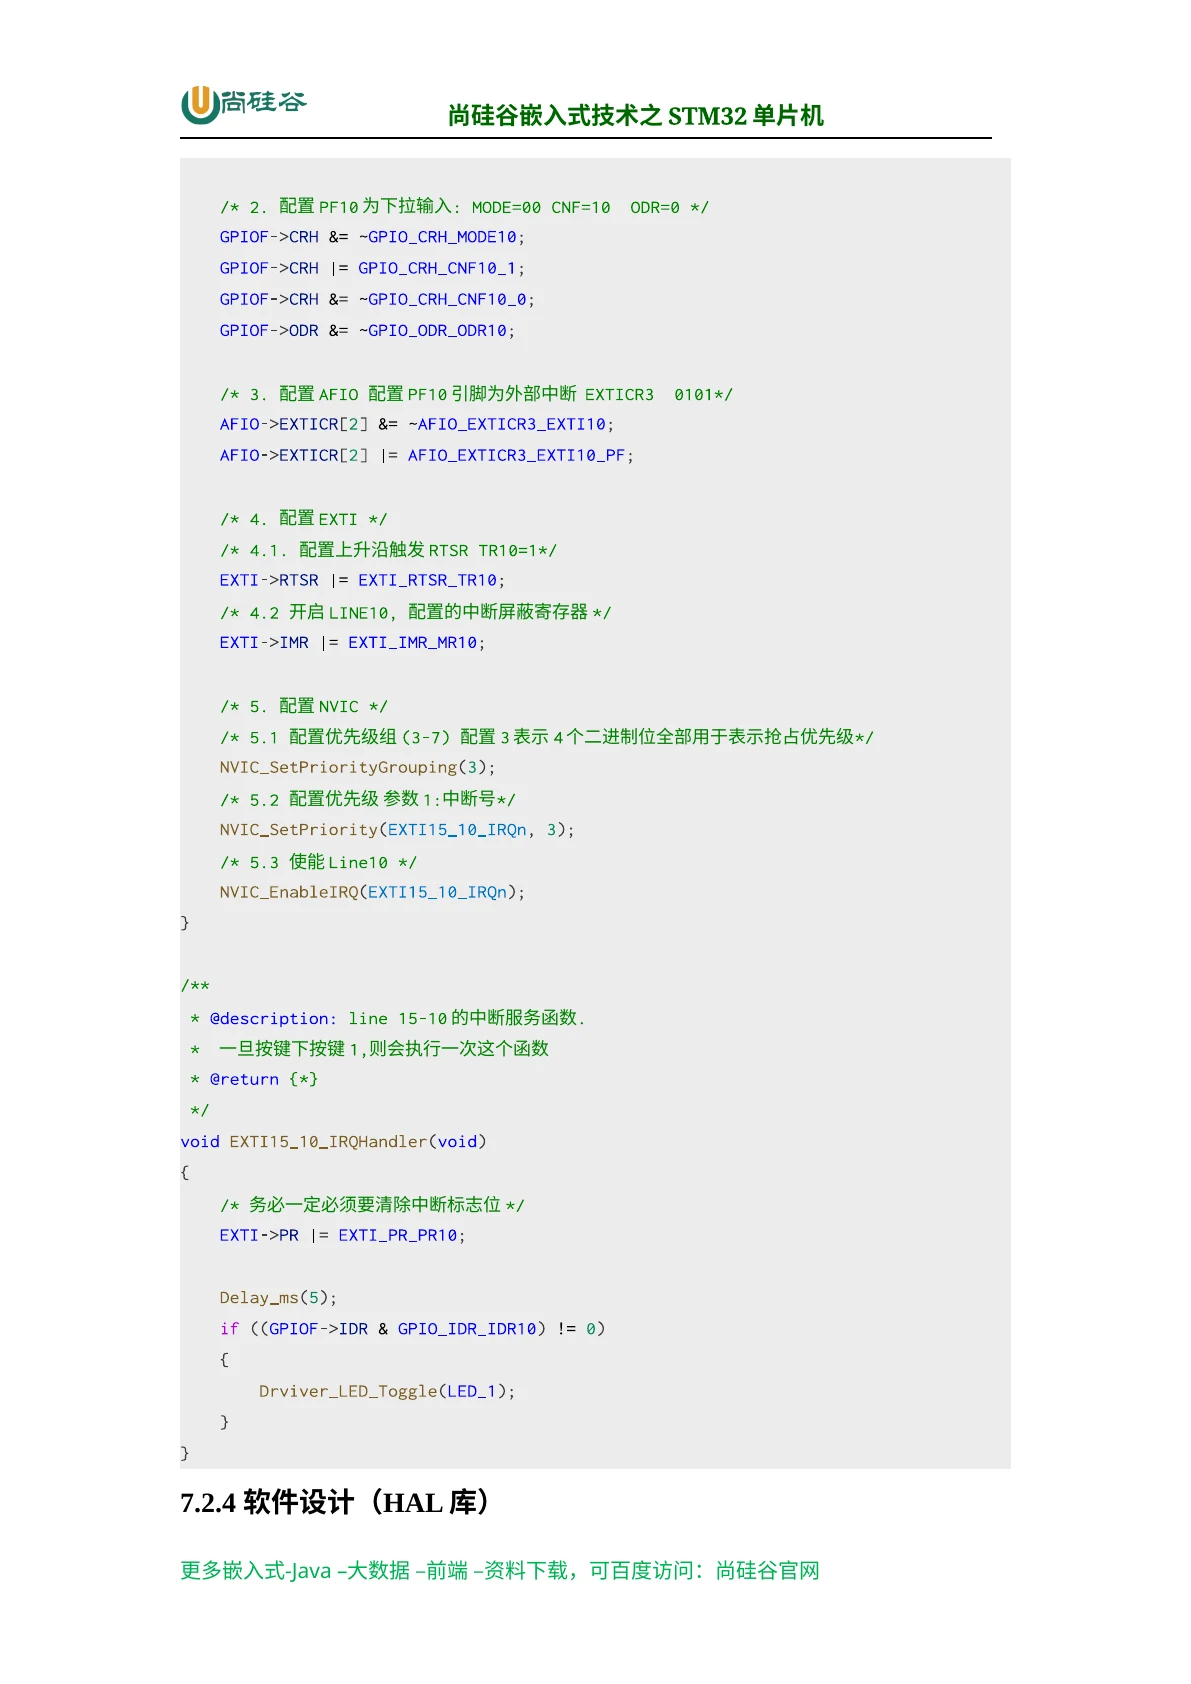 尚硅谷
尚硅谷嵌入式技术之 STM32 单片机
/* 2. 配置 PF10 为下拉输入: MODE=00 CNF=10  ODR=0 */
GPIOF->CRH &= ~GPIO_CRH_MODE10;
GPIOF->CRH |= GPIO_CRH_CNF10_1;
GPIOF->CRH &= ~GPIO_CRH_CNF10_0;
GPIOF->ODR &= ~GPIO_ODR_ODR10;
/* 3. 配置 AFIO 配置 PF10 引脚为外部中断 EXTICR3  0101*/
AFIO->EXTICR[2] &= ~AFIO_EXTICR3_EXTI10;
AFIO->EXTICR[2] |= AFIO_EXTICR3_EXTI10_PF;
/* 4. 配置 EXTI */
/* 4.1. 配置上升沿触发 RTSR TR10=1*/
EXTI->RTSR |= EXTI_RTSR_TR10;
/* 4.2 开启 LINE10, 配置的中断屏蔽寄存器 */
EXTI->IMR |= EXTI_IMR_MR10;
/* 5. 配置 NVIC */
/* 5.1 配置优先级组 (3-7) 配置 3 表示 4 个二进制位全部用于表示抢占优先级*/
NVIC_SetPriorityGrouping(3);
/* 5.2 配置优先级 参数 1:中断号*/
NVIC_SetPriority(EXTI15_10_IRQn, 3);
/* 5.3 使能 Line10 */
NVIC_EnableIRQ(EXTI15_10_IRQn);
}
/**
* @description: line 15-10 的中断服务函数.
*  一旦按键下按键 1,则会执行一次这个函数
* @return {*}
*/
void EXTI15_10_IRQHandler(void)
{
/* 务必一定必须要清除中断标志位 */
EXTI->PR |= EXTI_PR_PR10;
Delay_ms(5);
if ((GPIOF->IDR & GPIO_IDR_IDR10) != 0)
{
Drviver_LED_Toggle(LED_1);
}
}
7.2.4 软件设计（HAL 库）
更多嵌入式-Java –大数据 –前端 –资料下载，可百度访问：尚硅谷官网